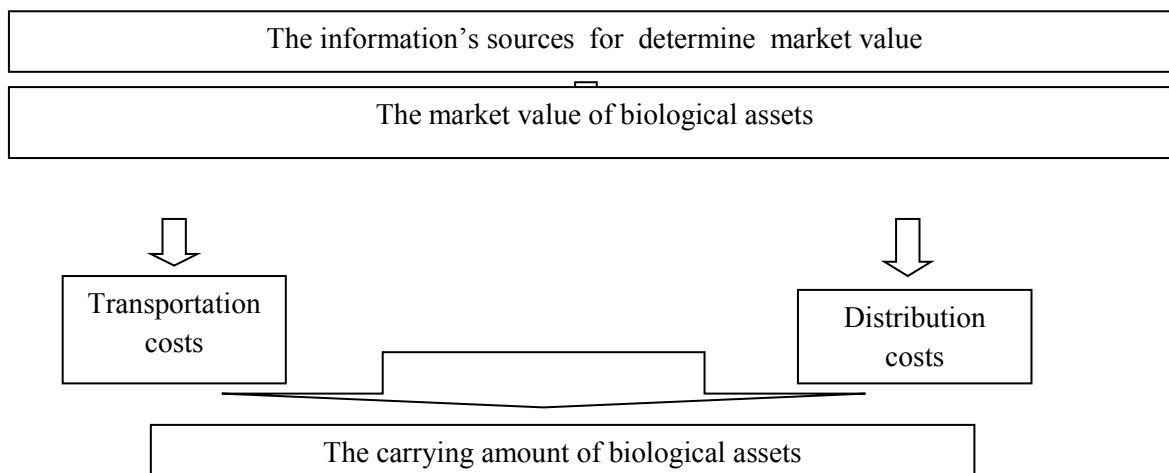 The information’s sources for determine market value
The market value of biological assets
Transportation
costs
Distribution
costs
The carrying amount of biological assets